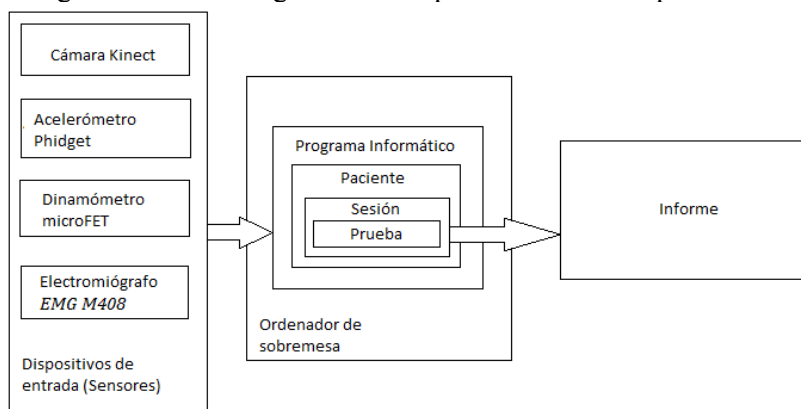 Cámara Kinect
Acelerómetro
Phidget
Dinamómetro
microFET
Electromiógrafo
EMG M408
Dispositivos de
entrada (Sensores)
Programa Informático
Paciente
Sesión
Prueba
Ordenador de
sobremesa
Informe